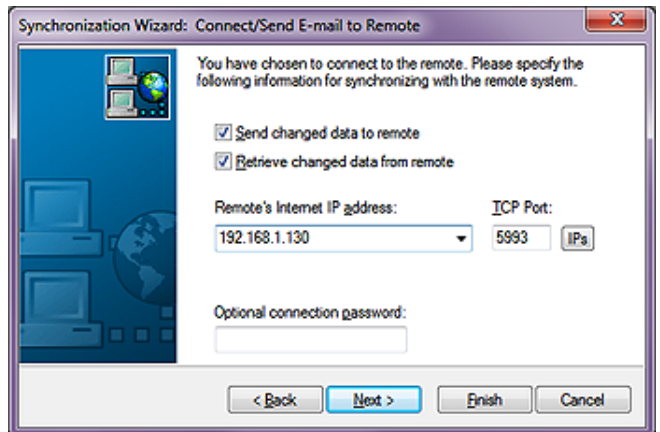 Synchronization Wizard: Connect/Send E-mail to Remote
You have chosen to connect to the remote. Please specify the
following information for synchronizing with the remote system.
Send changed data to remote
Retrieve changed data from remote
Remote's Internet IP address: TCP Port:
192.168.1.130 5993 IPs
Optional connection password:
< Back Next > Finish Cancel